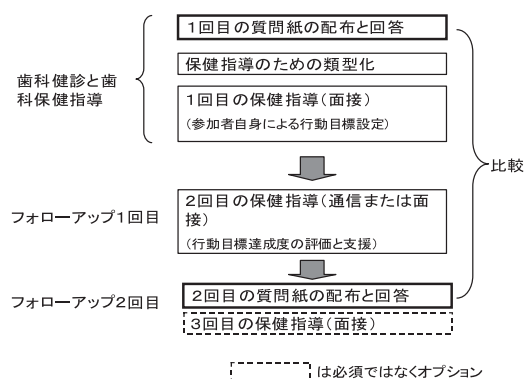 1回目の質問紙の配布と回答
保健指導のための類型化
歯科健診と歯
科保健指導
1回目の保健指導(面接)
(参加者自身による行動目標設定)
比較
フォローアップ1回目
2回目の保健指導(通信または面
接)
(行動目標達成度の評価と支援)
フォローアップ2回目
2回目の質問紙の配布と回答
3回目の保健指導(面接)
は必須ではなくオプション